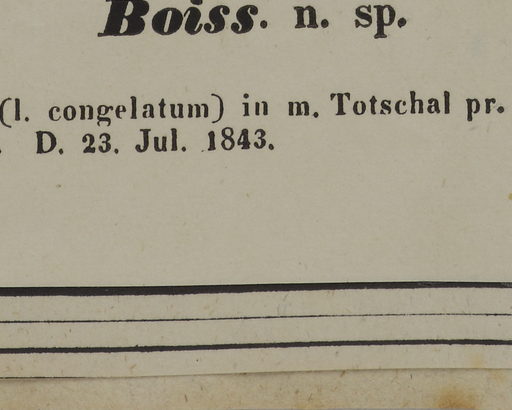 Boiss. n. sp.
(l. congelatum) in m. Totschal pr.
. D. 23. Jul. 1843.